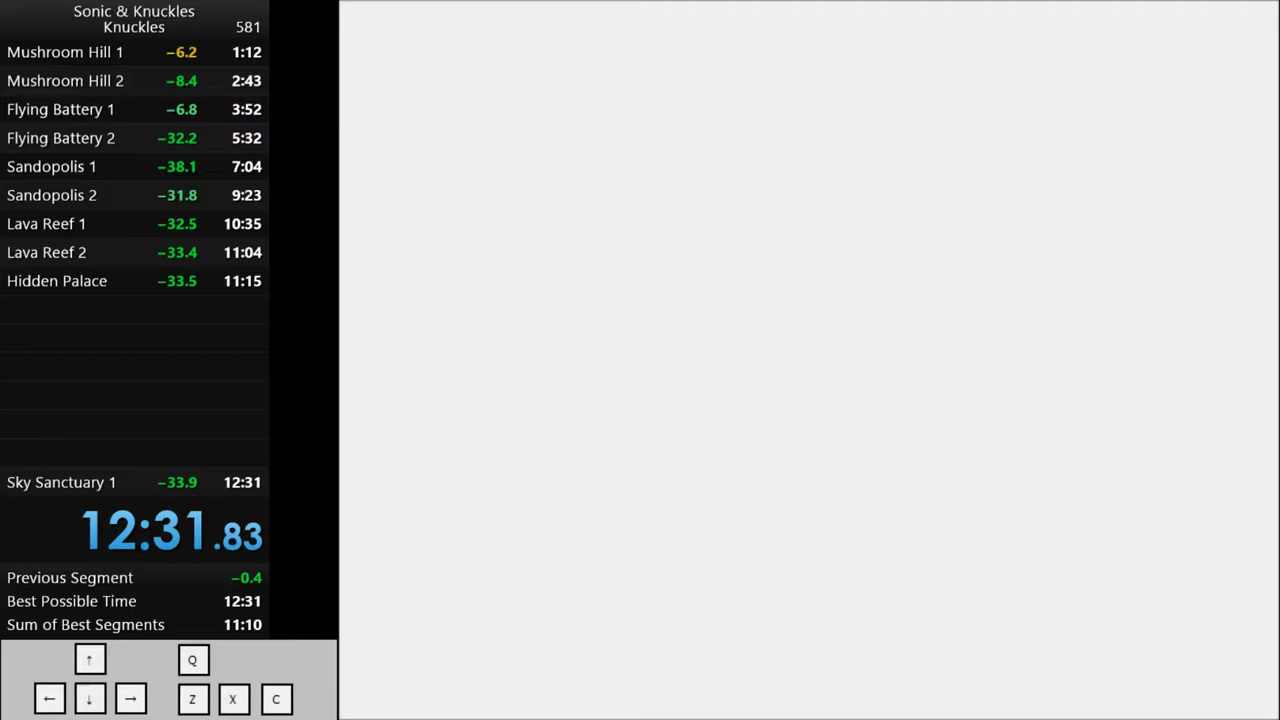 Sonic & Knuckles
Knuckles 581
Mushroom Hill 1 −6.2 1:12
Mushroom Hill 2 −8.4 2:43
Flying Battery 1 −6.8 3:52
Flying Battery 2 −32.2 5:32
Sandopolis 1 −38.1 7:04
Sandopolis 2 −31.8 9:23
Lava Reef 1 −32.5 10:35
Lava Reef 2 −33.4 11:04
Hidden Palace −33.5 11:15
Sky Sanctuary 1 −33.9 12:31
12:31.83
Previous Segment −0.4
Best Possible Time 12:31
Sum of Best Segments 11:10
↑ Q
← ↓ → Z X C